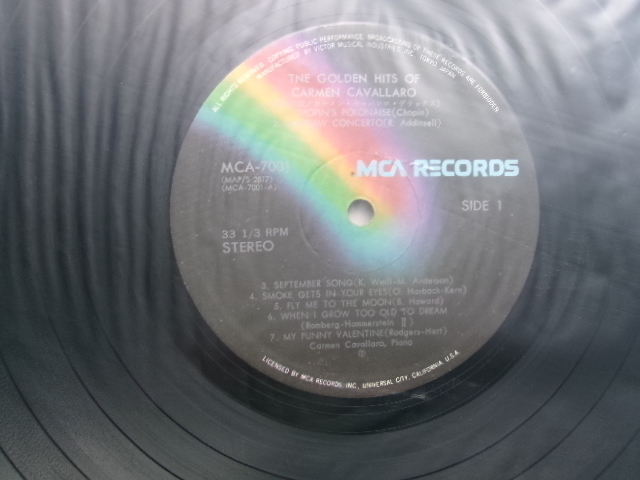 ALL RIGHTS RESERVED. COPYING, PUBLIC PERFORMANCE, BROADCASTING OF THESE RECORDS ARE FORBIDDEN
MANUFACTURED BY VICTOR MUSICAL INDUSTRIES, INC. TOKYO, JAPAN
THE GOLDEN HITS OF
CARMEN CAVALLARO
POLONAISE(Chopin)
CONCERTO(R. Addinsell)
MCA-7001
(MAP/S 2817)
(MCA-7001-A)
MCA RECORDS
SIDE 1
33 1/3 RPM
STEREO
3. SEPTEMBER SONG(K. Weill-M. Anderson)
4. SMOKE GETS IN YOUR EYES(O. Harbach-Kern)
5. FLY ME TO THE MOON(B. Howard)
6. WHEN I GROW TOO OLD TO DREAM
(Romberg-Hammerstein II)
7. MY FUNNY VALENTINE(Rodgers-Hart)
Carmen Cavallaro, Piano
Ⓟ
LICENSED BY MCA RECORDS, INC., UNIVERSAL CITY, CALIFORNIA, U.S.A.